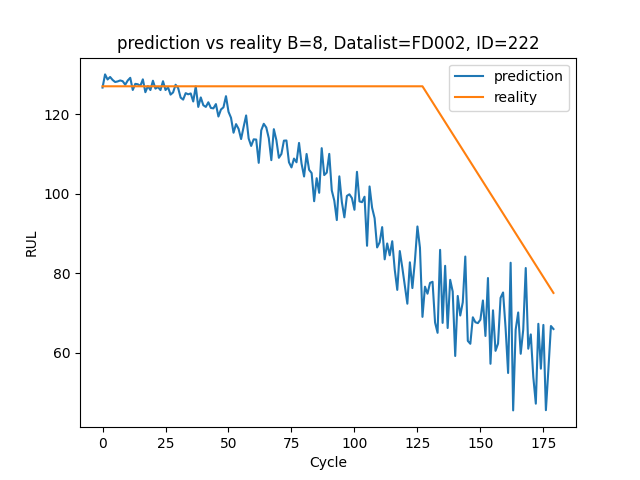 prediction vs reality B=8, Datalist=FD002, ID=222
prediction
reality
120
100
80
60
RUL
0 25 50 75 100 125 150 175
Cycle